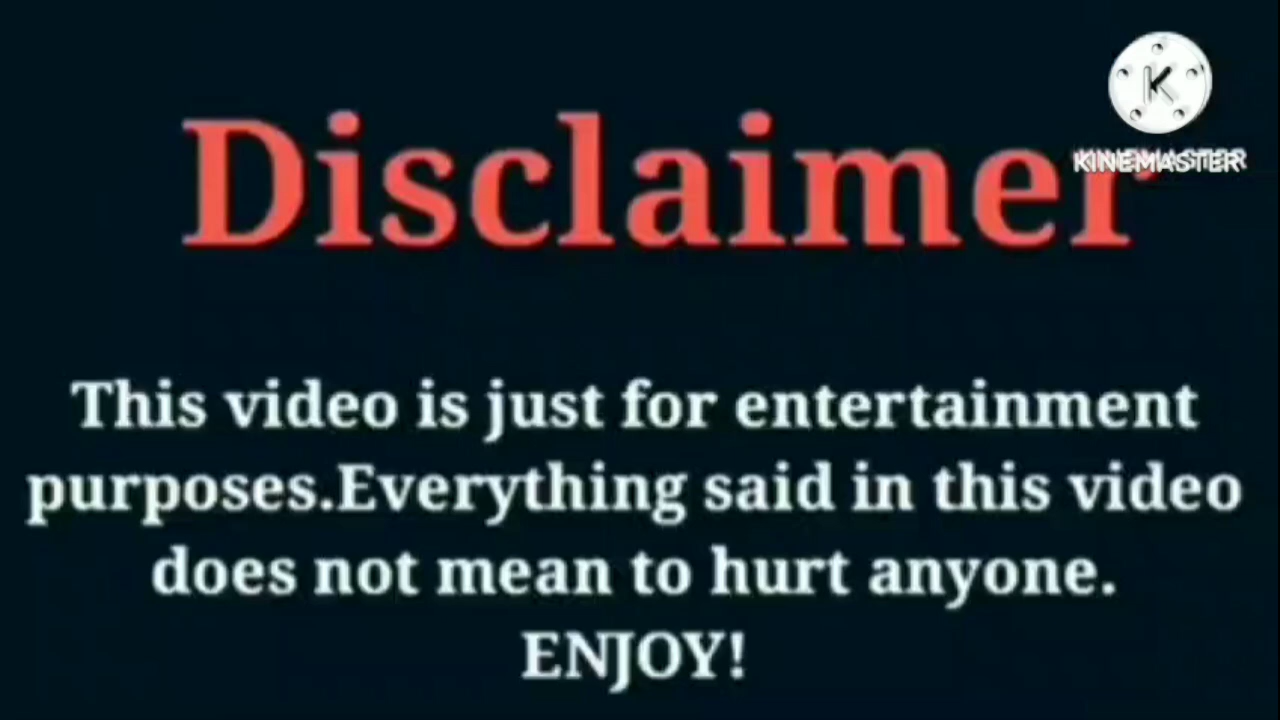 K
KINEMASTER
Disclaimer
This video is just for entertainment
purposes.Everything said in this video
does not mean to hurt anyone.
ENJOY!